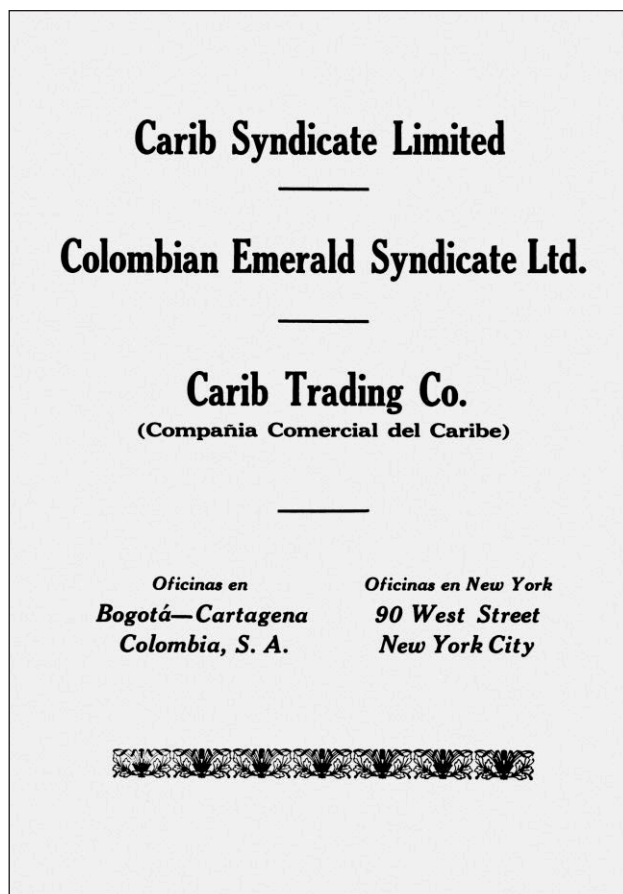 Carib Syndicate Limited
Colombian Emerald Syndicate Ltd.
Carib Trading Co.
(Compañia Comercial del Caribe)
Oficinas en
Bogotá—Cartagena
Colombia, S. A.
Oficinas en New York
90 West Street
New York City